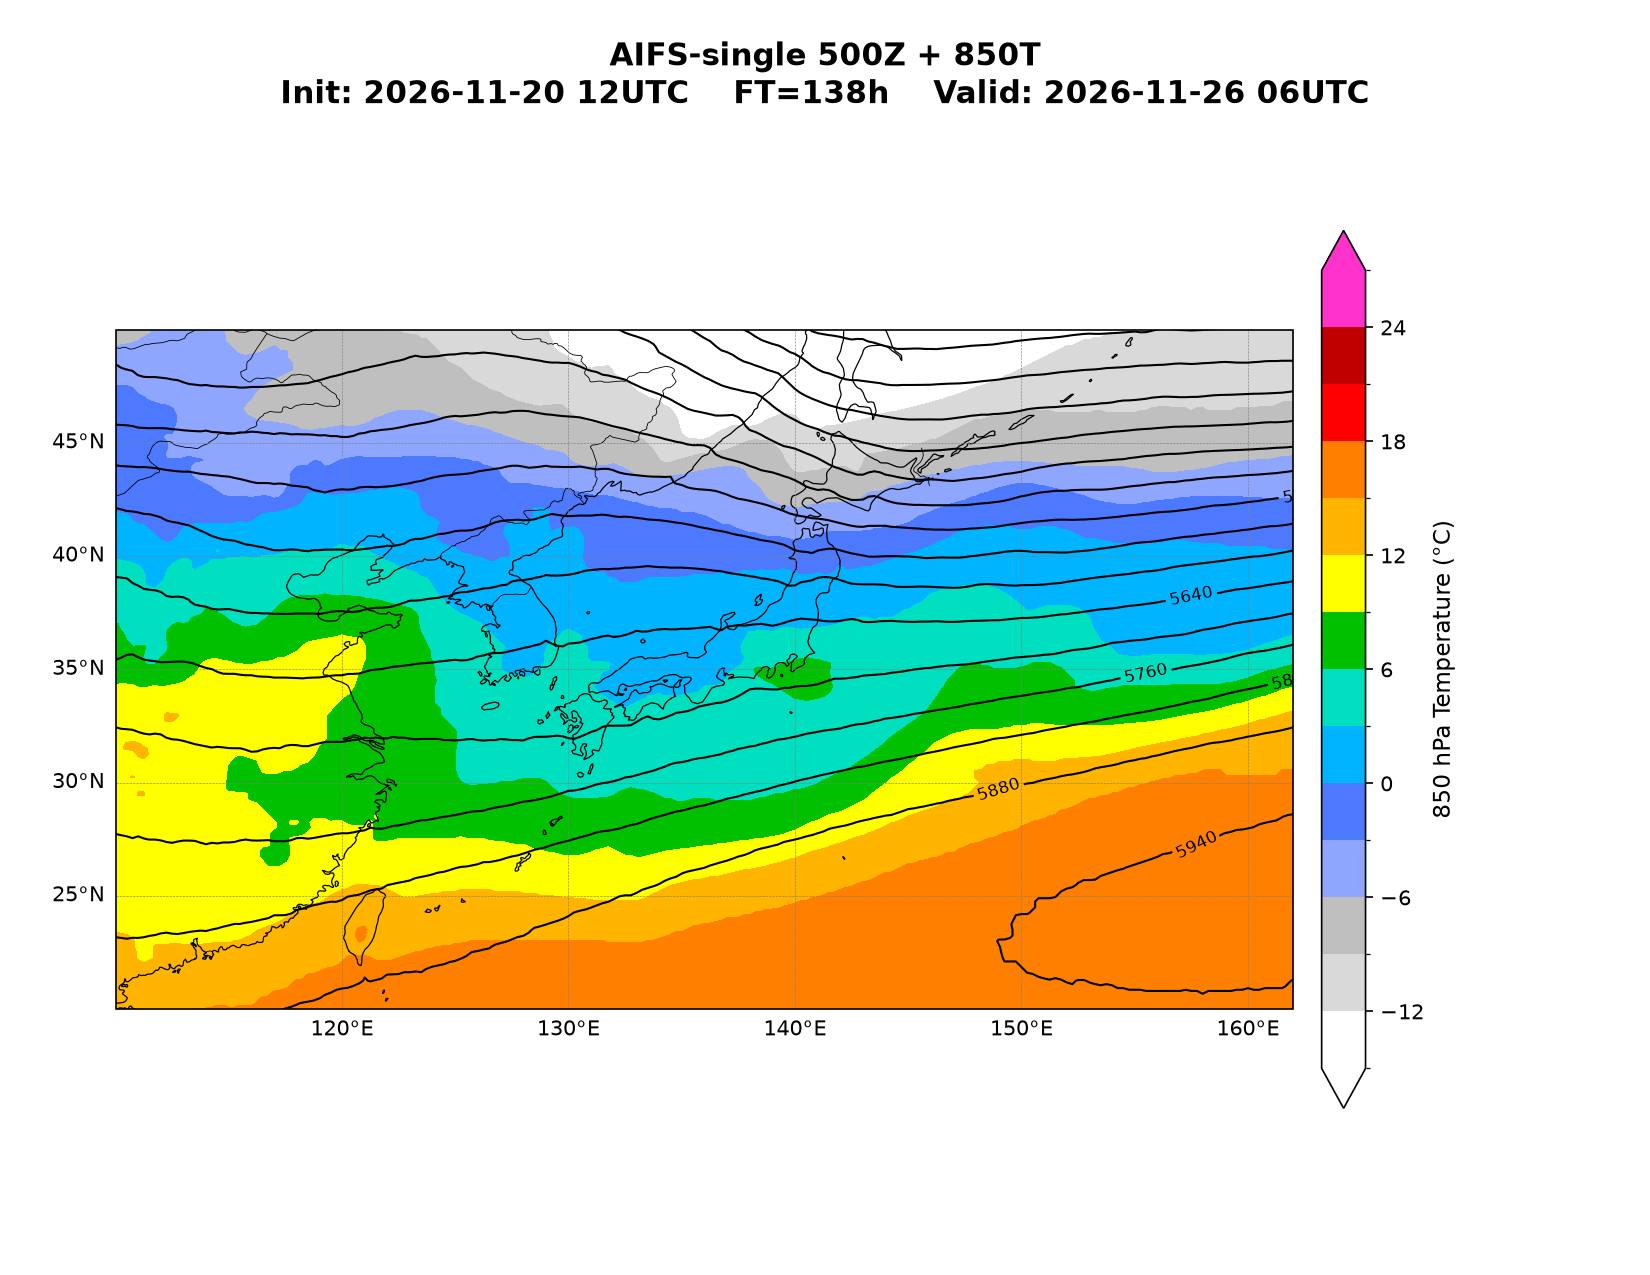 AIFS-single 500Z + 850T
Init: 2026-11-20 12UTC    FT=138h    Valid: 2026-11-26 06UTC
45°N
40°N
35°N
30°N
25°N
120°E
130°E
140°E
150°E
160°E
5640
5760
5880
5940
24
18
12
6
0
−6
−12
850 hPa Temperature (°C)